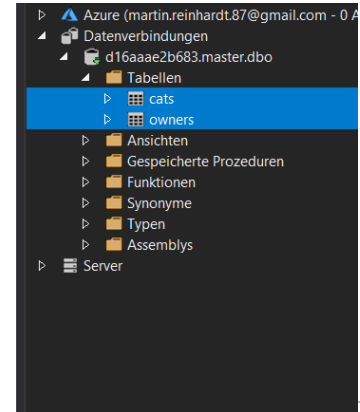 Azure (martin.reinhardt.87@gmail.com - 0 A
Datenverbindungen
d16aaae2b683.master.dbo
Tabellen
cats
owners
Ansichten
Gespeicherte Prozeduren
Funktionen
Synonyme
Typen
Assemblys
Server